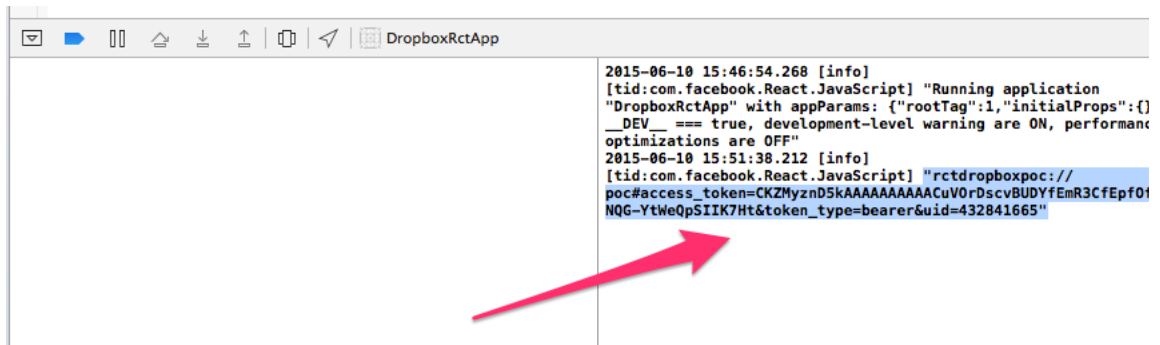 DropboxRctApp
2015-06-10 15:46:54.268 [info]
[tid:com.facebook.React.JavaScript] "Running application
"DropboxRctApp" with appParams: {"rootTag":1,"initialProps":{}
__DEV__ === true, development-level warning are ON, performanc
optimizations are OFF"
2015-06-10 15:51:38.212 [info]
[tid:com.facebook.React.JavaScript] "rctdropboxpoc://
poc#access_token=CKZMyznD5kAAAAAAAAAACuVOrDscvBUDYfEmR3CfEpfOf
NQG-YtWeQpSIIK7Ht&token_type=bearer&uid=432841665"